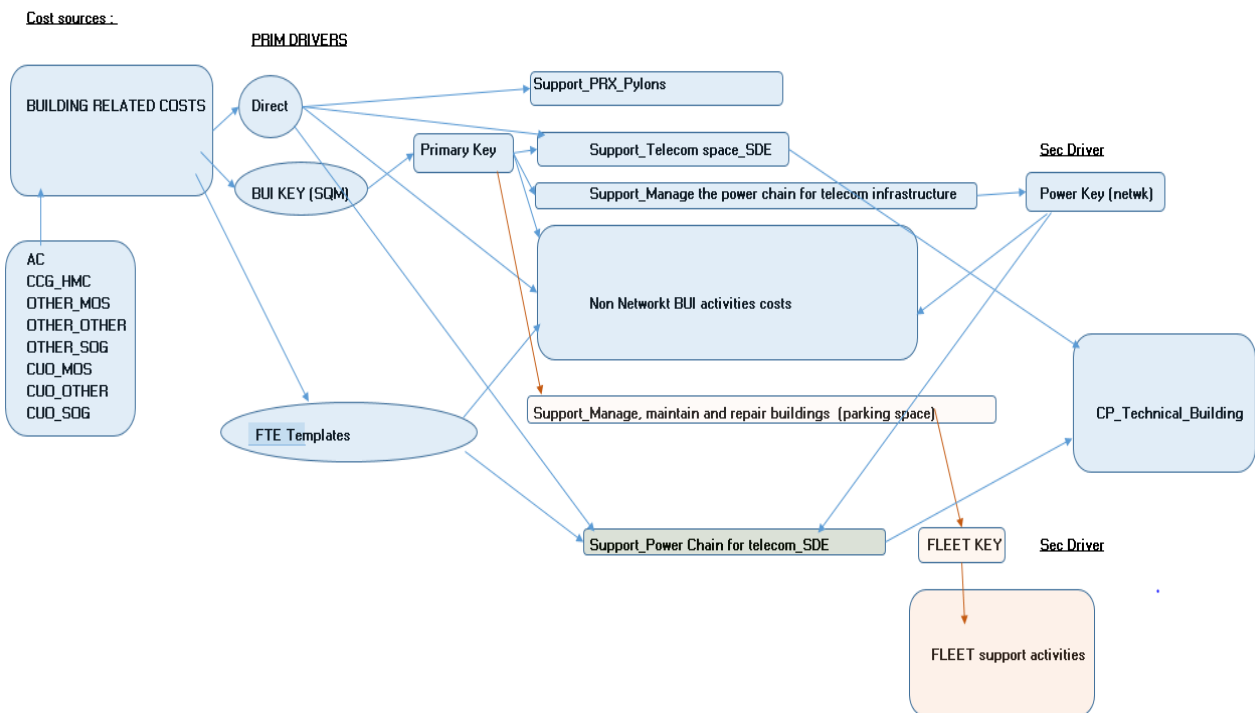 Cost sources :
PRIM DRIVERS
BUILDING RELATED COSTS
Direct
Support_PRX_Pylons
Primary Key
Support_Telecom space_SDE
Sec Driver
BUI KEY (SQM)
Support_Manage the power chain for telecom infrastructure
Power Key (netwk)
AC
CCG_HMC
OTHER_MOS
OTHER_OTHER
OTHER_SOG
CUO_MOS
CUO_OTHER
CUO_SOG
Non Networkt BUI activities costs
Support_Manage, maintain and repair buildings (parking space)
CP_Technical_Building
FTE Templates
Support_Power Chain for telecom_SDE
FLEET KEY
Sec Driver
FLEET support activities